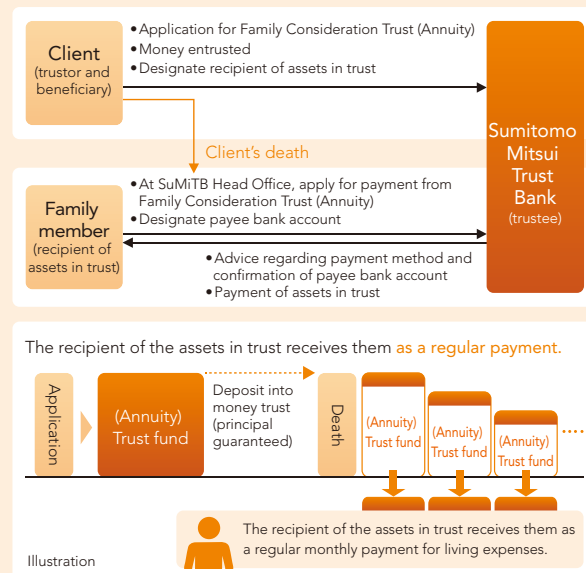 Client
(trustor and
beneficiary)
•Application for Family Consideration Trust (Annuity)
•Money entrusted
•Designate recipient of assets in trust
Sumitomo
Mitsui
Trust
Bank
(trustee)
Client's death
Family
member
(recipient of
assets in trust)
•At SuMiTB Head Office, apply for payment from
Family Consideration Trust (Annuity)
•Designate payee bank account
•Advice regarding payment method and
confirmation of payee bank account
•Payment of assets in trust
The recipient of the assets in trust receives them as a regular payment.
Application
(Annuity)
Trust fund
Deposit into
money trust
(principal
guaranteed)
Death
(Annuity)
Trust fund
(Annuity)
Trust fund
(Annuity)
Trust fund
The recipient of the assets in trust receives them as
a regular monthly payment for living expenses.
Illustration